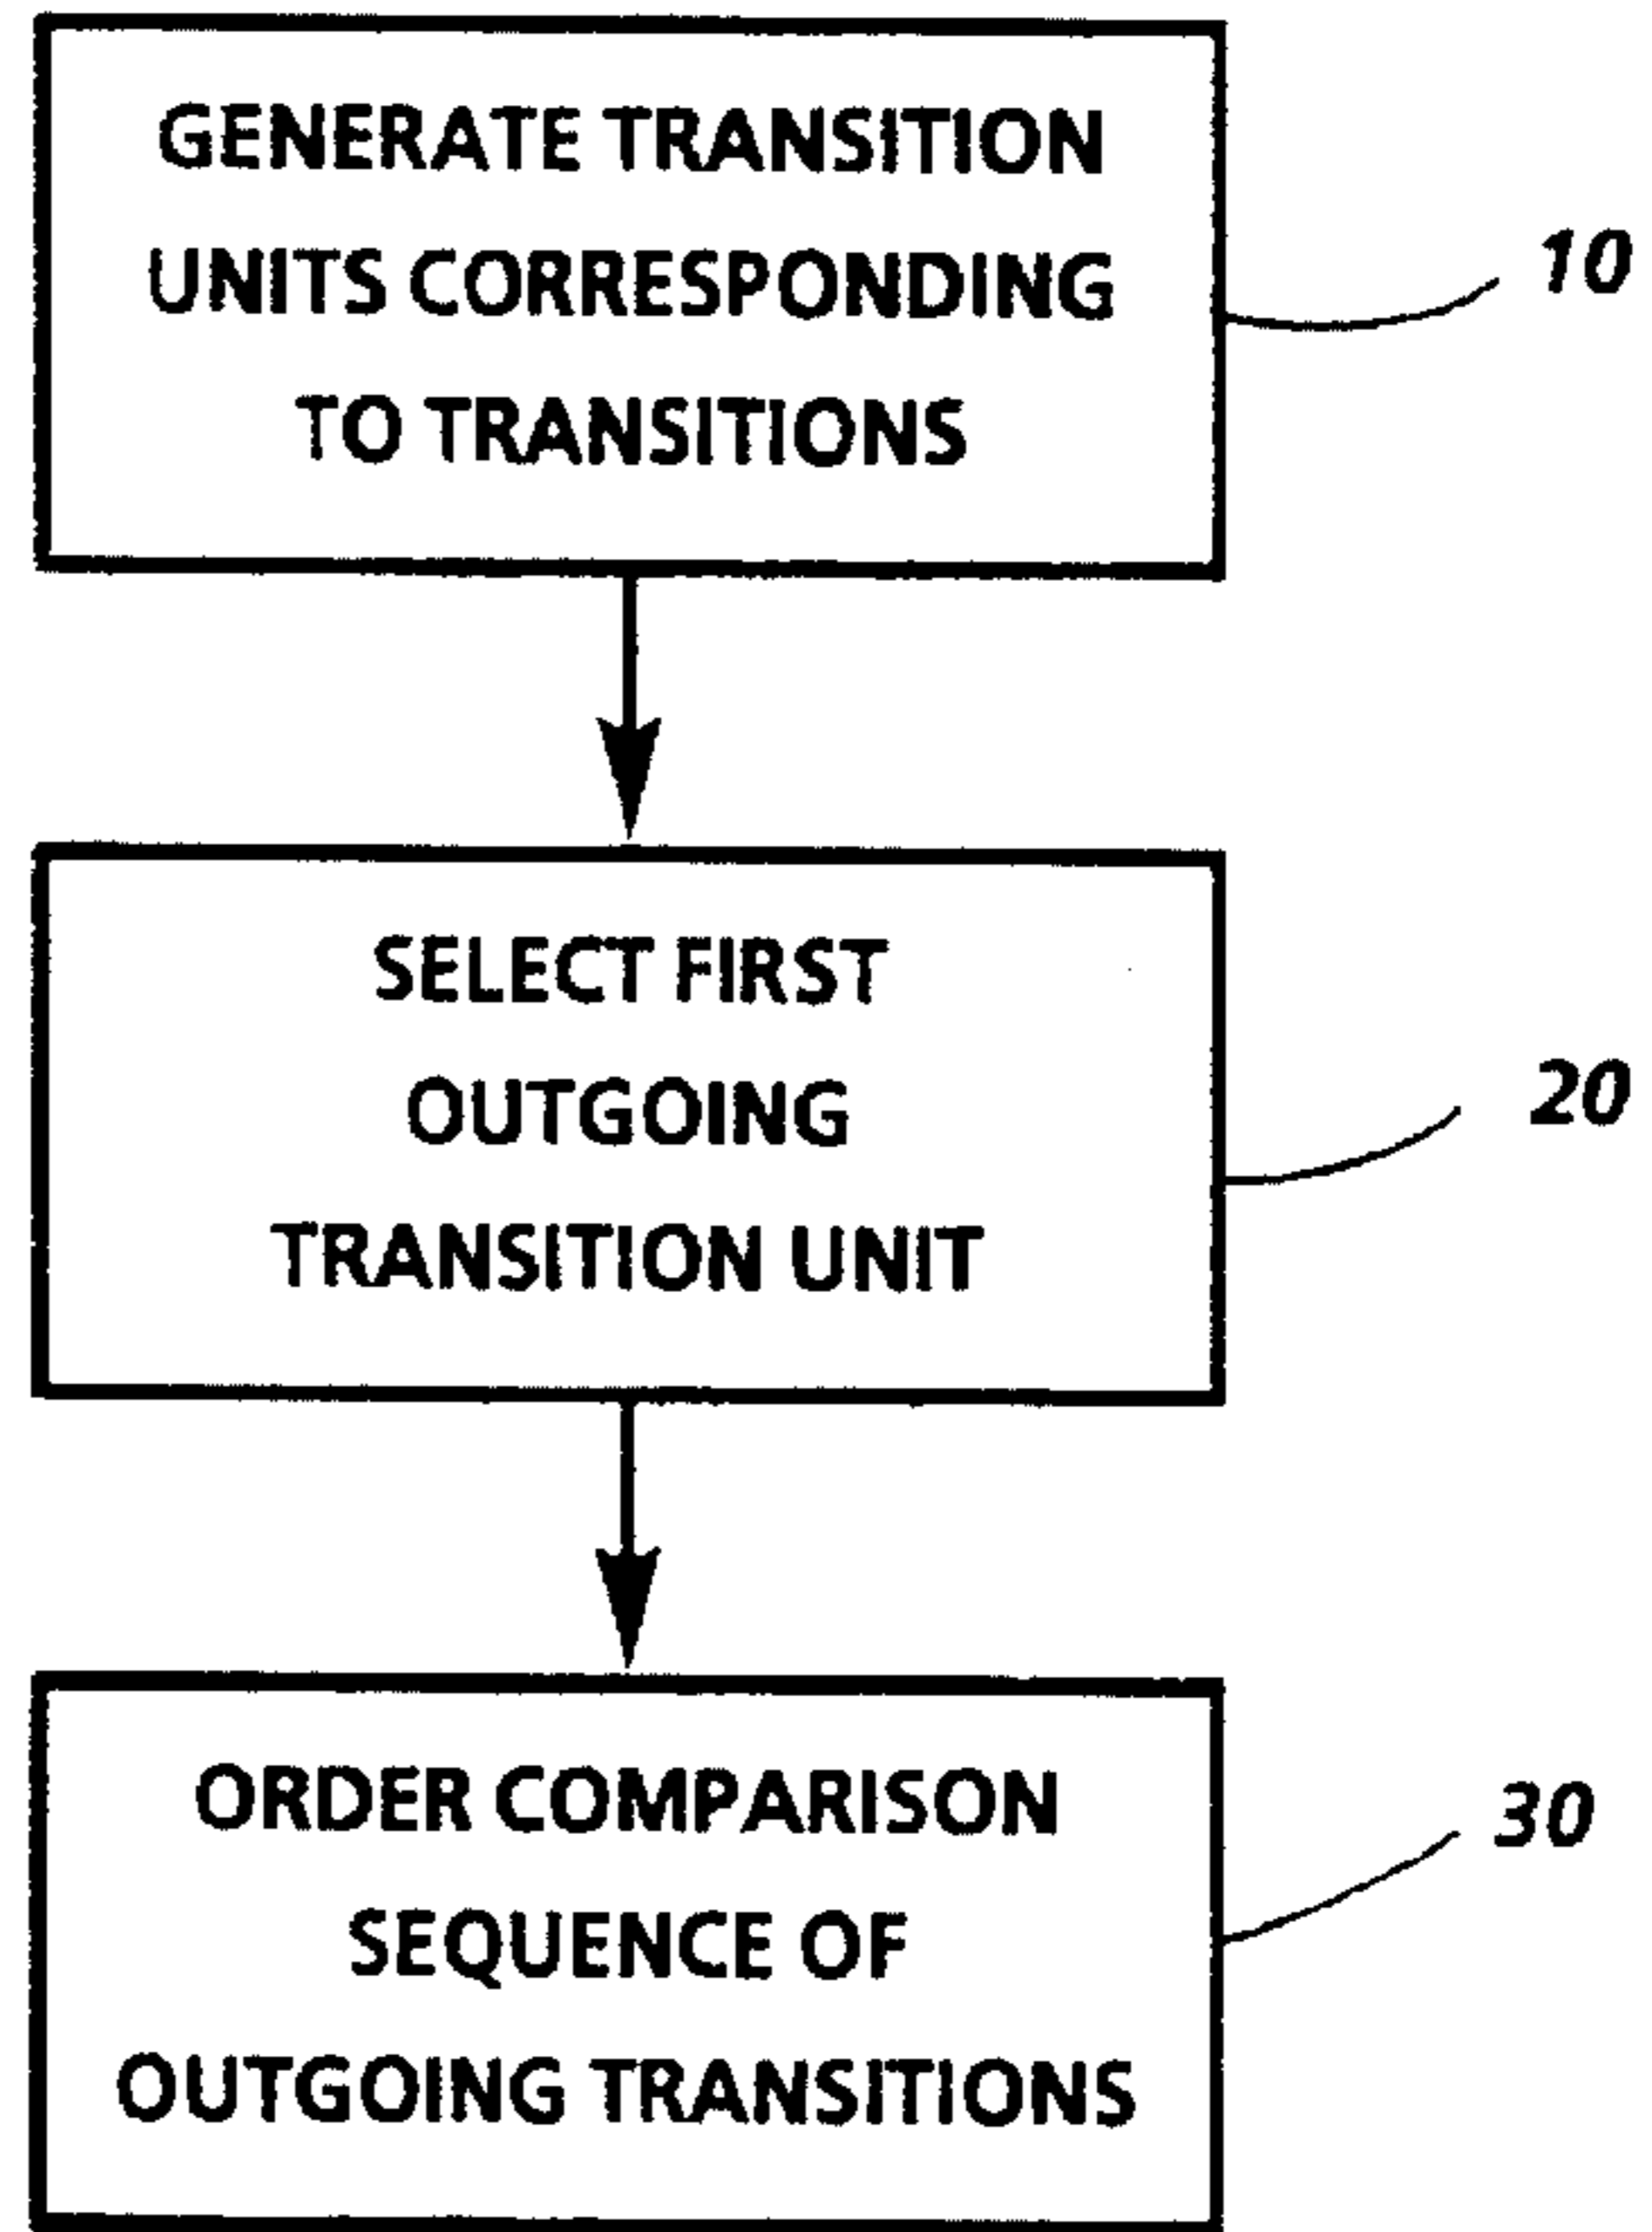 GENERATE TRANSITION
UNITS CORRESPONDING
TO TRANSITIONS
10
SELECT FIRST
OUTGOING
TRANSITION UNIT
20
ORDER COMPARISON
SEQUENCE OF
OUTGOING TRANSITIONS
30